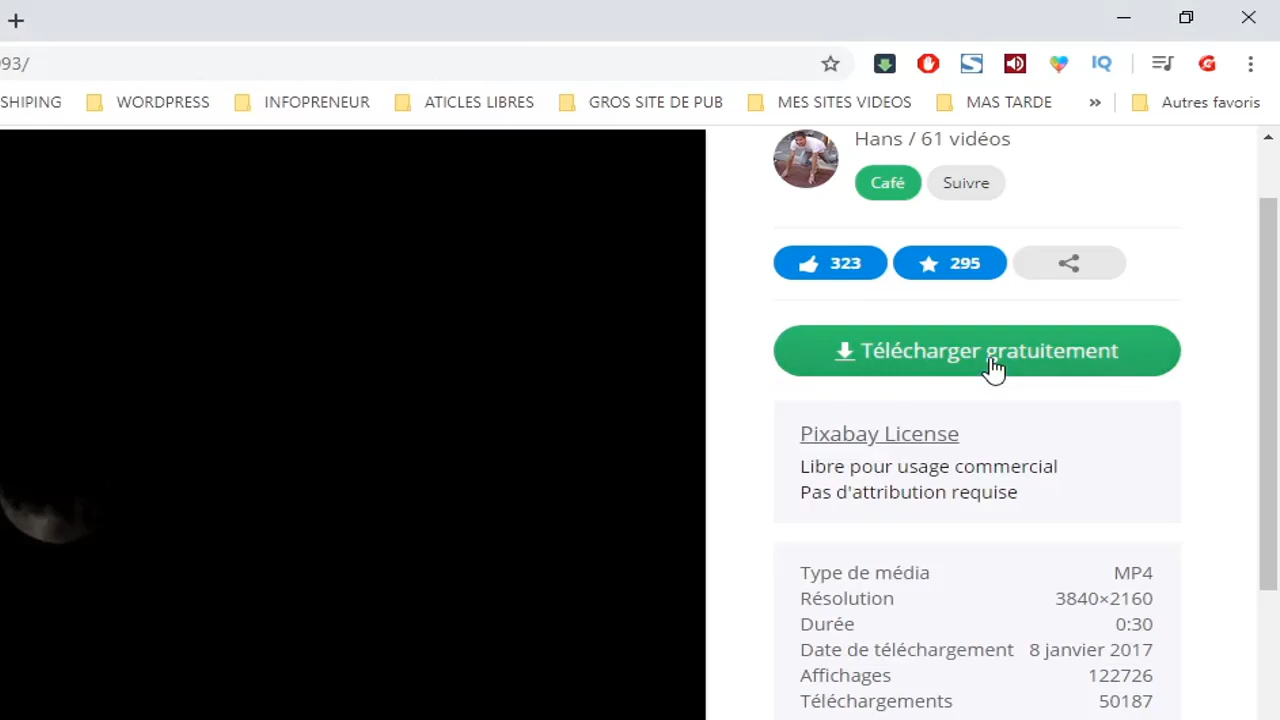 93/
IQ
SHIPING
WORDPRESS
INFOPRENEUR
ATICLES LIBRES
GROS SITE DE PUB
MES SITES VIDEOS
MAS TARDE
»
Autres favoris
Hans / 61 vidéos
Café
Suivre
323
295
Télécharger gratuitement
Pixabay License
Libre pour usage commercial
Pas d'attribution requise
Type de média MP4
Résolution 3840×2160
Durée 0:30
Date de téléchargement 8 janvier 2017
Affichages 122726
Téléchargements 50187